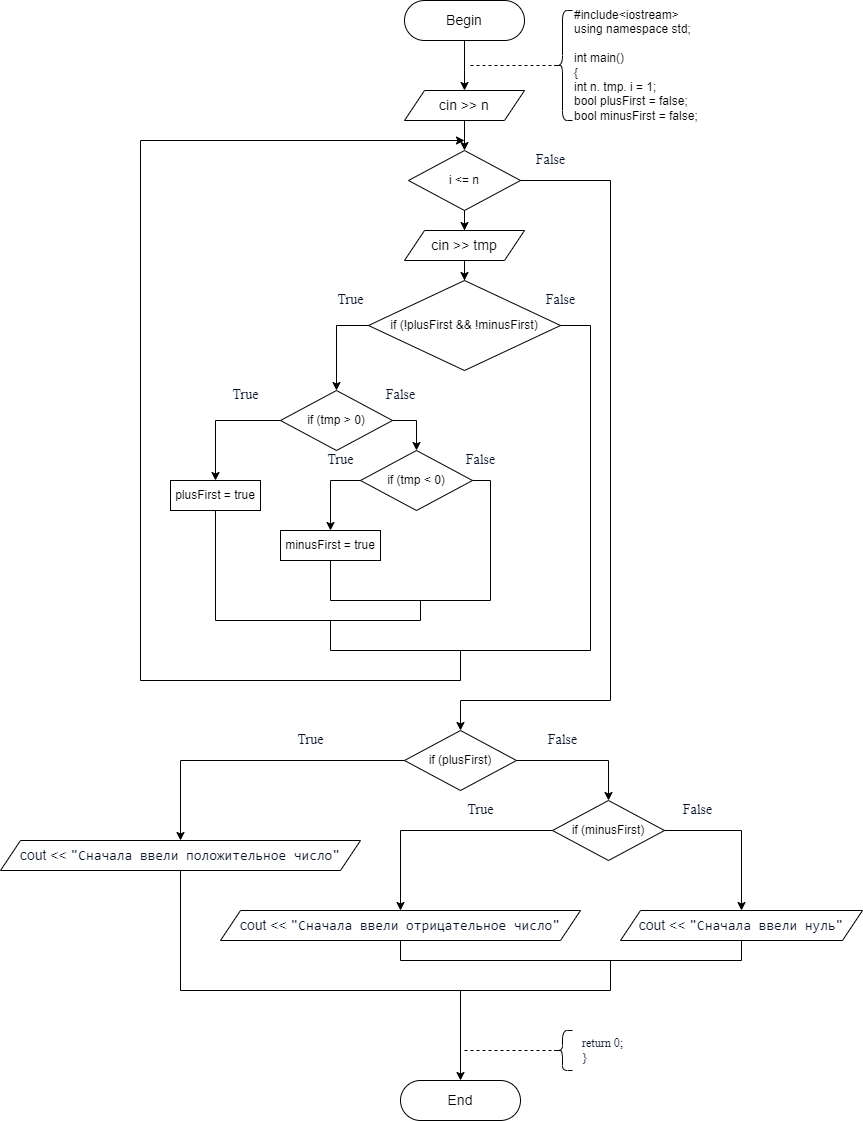 Begin
#include<iostream>
using namespace std;
int main()
{
int n. tmp. i = 1;
bool plusFirst = false;
bool minusFirst = false;
cin >> n
False
i <= n
cin >> tmp
True
False
if (!plusFirst && !minusFirst)
True
False
if (tmp > 0)
True
False
if (tmp < 0)
plusFirst = true
minusFirst = true
True
False
if (plusFirst)
True
False
if (minusFirst)
cout << "Сначала ввели положительное число"
cout << "Сначала ввели отрицательное число"
cout << "Сначала ввели нуль"
return 0;
}
End